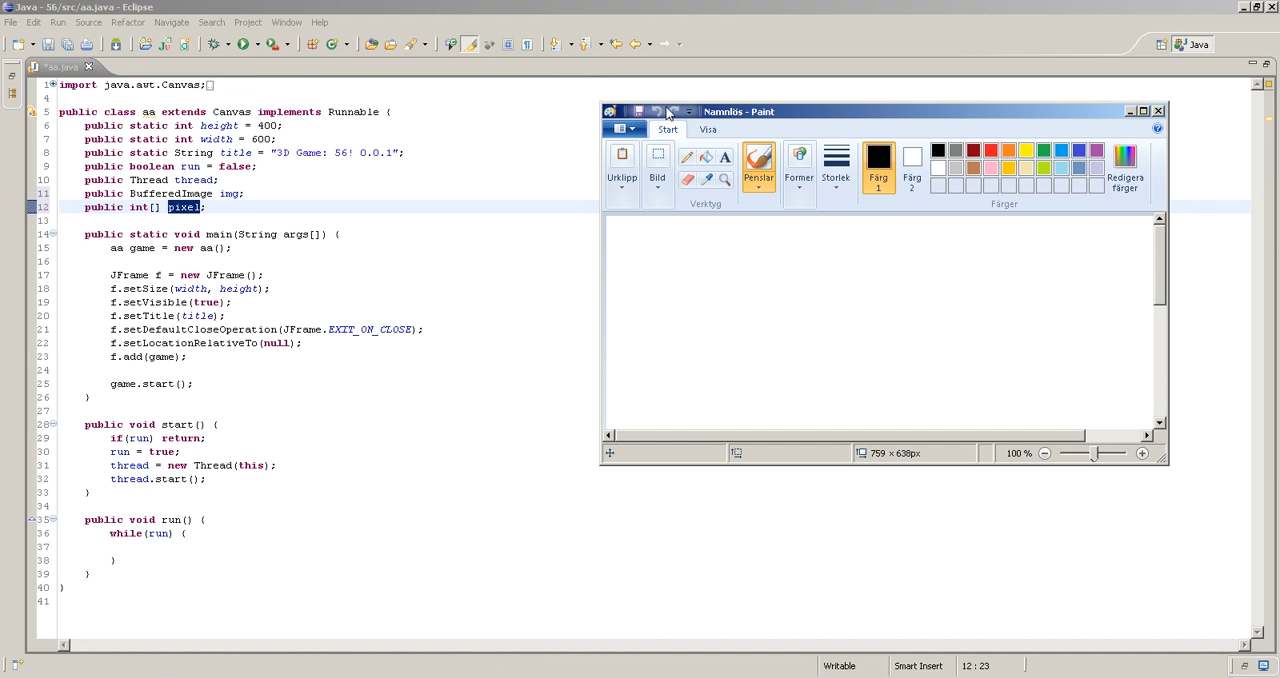 Java - 56/src/aa.java - Eclipse
File Edit Run Source Refactor Navigate Search Project Window Help
Java
*aa.java
1 import java.awt.Canvas;
4
5 public class aa extends Canvas implements Runnable {
6 public static int height = 400;
7 public static int width = 600;
8 public static String title = "3D Game: 56! 0.0.1";
9 public boolean run = false;
10 public Thread thread;
11 public BufferedImage img;
12 public int[] pixel;
13
14 public static void main(String args[]) {
15 aa game = new aa();
16
17 JFrame f = new JFrame();
18 f.setSize(width, height);
19 f.setVisible(true);
20 f.setTitle(title);
21 f.setDefaultCloseOperation(JFrame.EXIT_ON_CLOSE);
22 f.setLocationRelativeTo(null);
23 f.add(game);
24
25 game.start();
26 }
27
28 public void start() {
29 if(run) return;
30 run = true;
31 thread = new Thread(this);
32 thread.start();
33 }
34
35 public void run() {
36 while(run) {
37
38 }
39 }
40 }
41
Namnlös - Paint
Start Visa
Urklipp Bild Verktyg Penslar Former Storlek Färg 1 Färg 2 Färger Redigera färger
759 × 638px 100 %
Writable Smart Insert 12 : 23